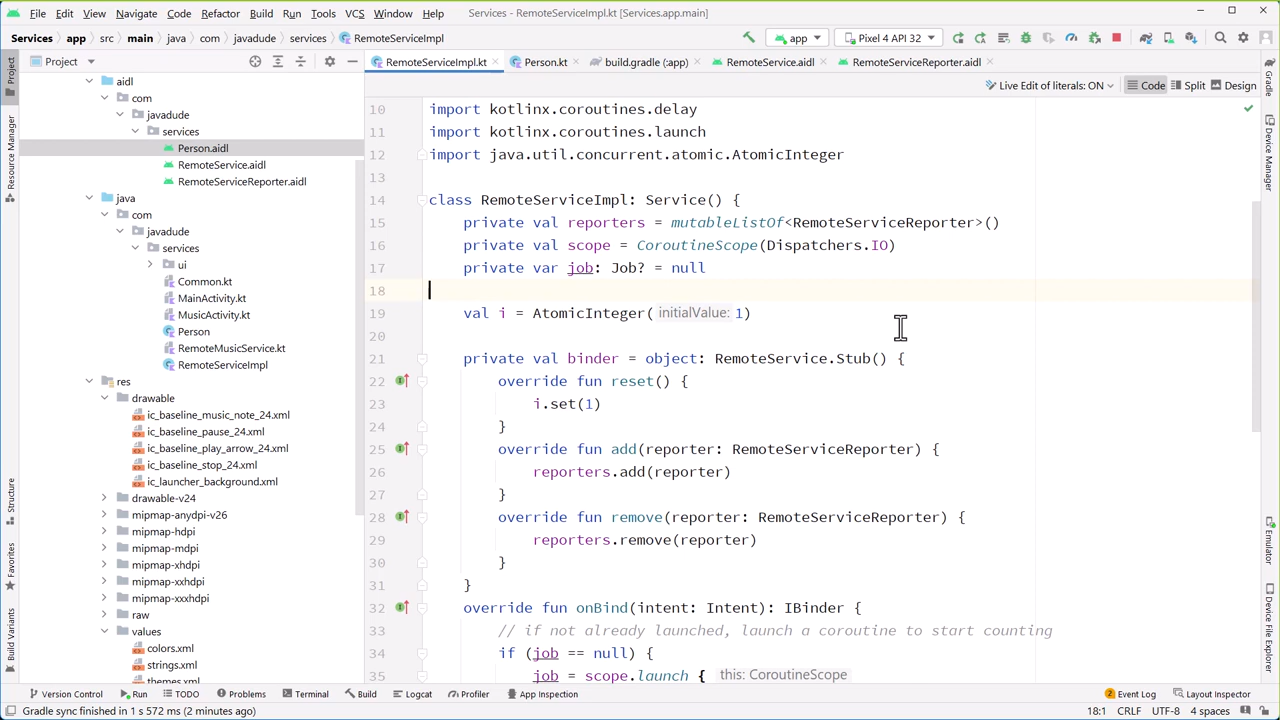 File Edit View Navigate Code Refactor Build Run Tools VCS Window Help Services - RemoteServiceImpl.kt [Services.app.main]
Services app src main java com javadude services RemoteServiceImpl app Pixel 4 API 32
Project RemoteServiceImpl.kt Person.kt build.gradle (:app) RemoteService.aidl RemoteServiceReporter.aidl
Live Edit of literals: ON Code Split Design
Project
Resource Manager
Structure
Favorites
Build Variants
aidl
com
javadude
services
Person.aidl
RemoteService.aidl
RemoteServiceReporter.aidl
java
com
javadude
services
ui
Common.kt
MainActivity.kt
MusicActivity.kt
Person
RemoteMusicService.kt
RemoteServiceImpl
res
drawable
ic_baseline_music_note_24.xml
ic_baseline_pause_24.xml
ic_baseline_play_arrow_24.xml
ic_baseline_stop_24.xml
ic_launcher_background.xml
drawable-v24
mipmap-anydpi-v26
mipmap-hdpi
mipmap-mdpi
mipmap-xhdpi
mipmap-xxhdpi
mipmap-xxxhdpi
raw
values
colors.xml
strings.xml
themes.xml
10 import kotlinx.coroutines.delay
11 import kotlinx.coroutines.launch
12 import java.util.concurrent.atomic.AtomicInteger
13
14 class RemoteServiceImpl: Service() {
15 private val reporters = mutableListOf<RemoteServiceReporter>()
16 private val scope = CoroutineScope(Dispatchers.IO)
17 private var job: Job? = null
18
19 val i = AtomicInteger( initialValue: 1)
20
21 private val binder = object: RemoteService.Stub() {
22 override fun reset() {
23 i.set(1)
24 }
25 override fun add(reporter: RemoteServiceReporter) {
26 reporters.add(reporter)
27 }
28 override fun remove(reporter: RemoteServiceReporter) {
29 reporters.remove(reporter)
30 }
31 }
32 override fun onBind(intent: Intent): IBinder {
33 // if not already launched, launch a coroutine to start counting
34 if (job == null) {
35 job = scope.launch { this: CoroutineScope
Gradle
Device Manager
Emulator
Device File Explorer
Version Control Run TODO Problems Terminal Build Logcat Profiler App Inspection Event Log Layout Inspector
Gradle sync finished in 1 s 572 ms (2 minutes ago) 18:1 CRLF UTF-8 4 spaces